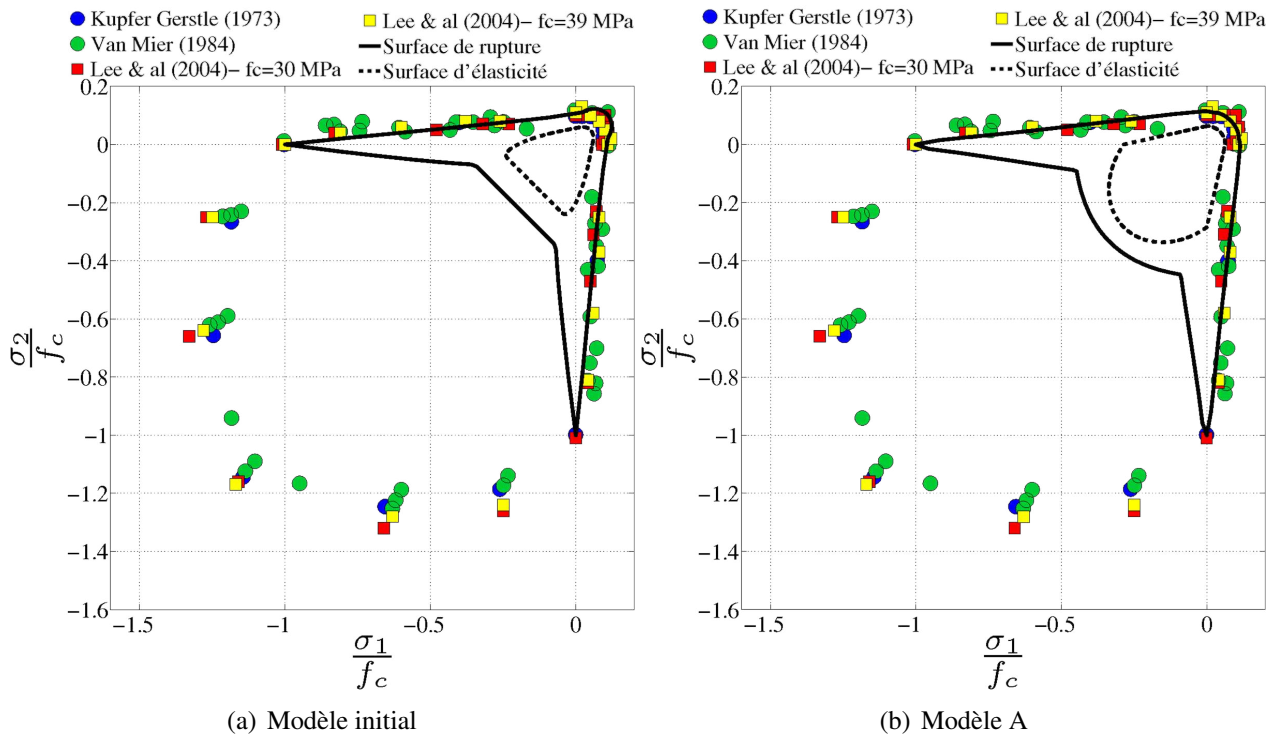 Kupfer Gerstle (1973)
Van Mier (1984)
Lee & al (2004)− fc=30 MPa
Lee & al (2004)− fc=39 MPa
Surface de rupture
Surface d'élasticité
0.2
0
−0.2
−0.4
−0.6
−0.8
−1
−1.2
−1.4
−1.6
σ2
fc
−1.5
−1
−0.5
0
σ1
fc
(a) Modèle initial
Kupfer Gerstle (1973)
Van Mier (1984)
Lee & al (2004)− fc=30 MPa
Lee & al (2004)− fc=39 MPa
Surface de rupture
Surface d'élasticité
0.2
0
−0.2
−0.4
−0.6
−0.8
−1
−1.2
−1.4
−1.6
σ2
fc
−1.5
−1
−0.5
0
σ1
fc
(b) Modèle A